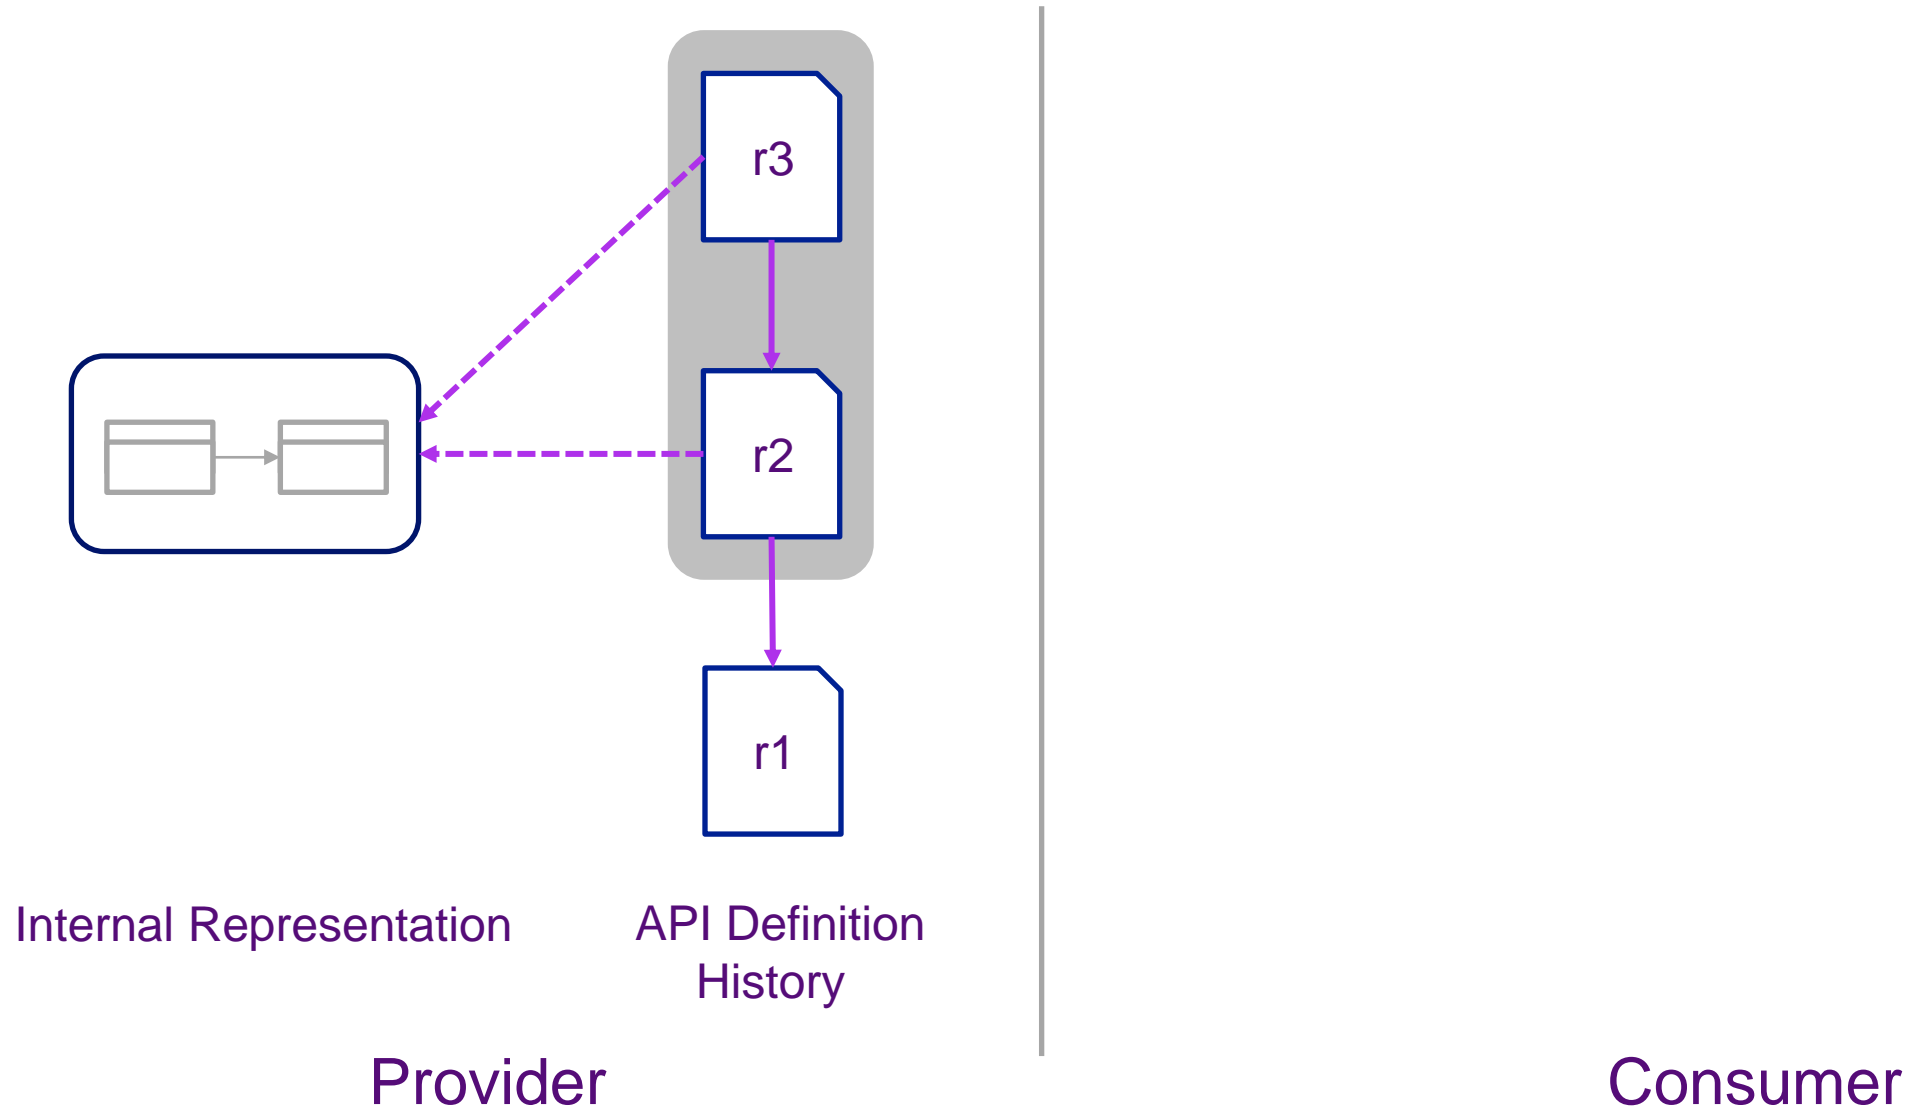 r3
r2
r1
Internal Representation
API Definition
History
Provider
Consumer